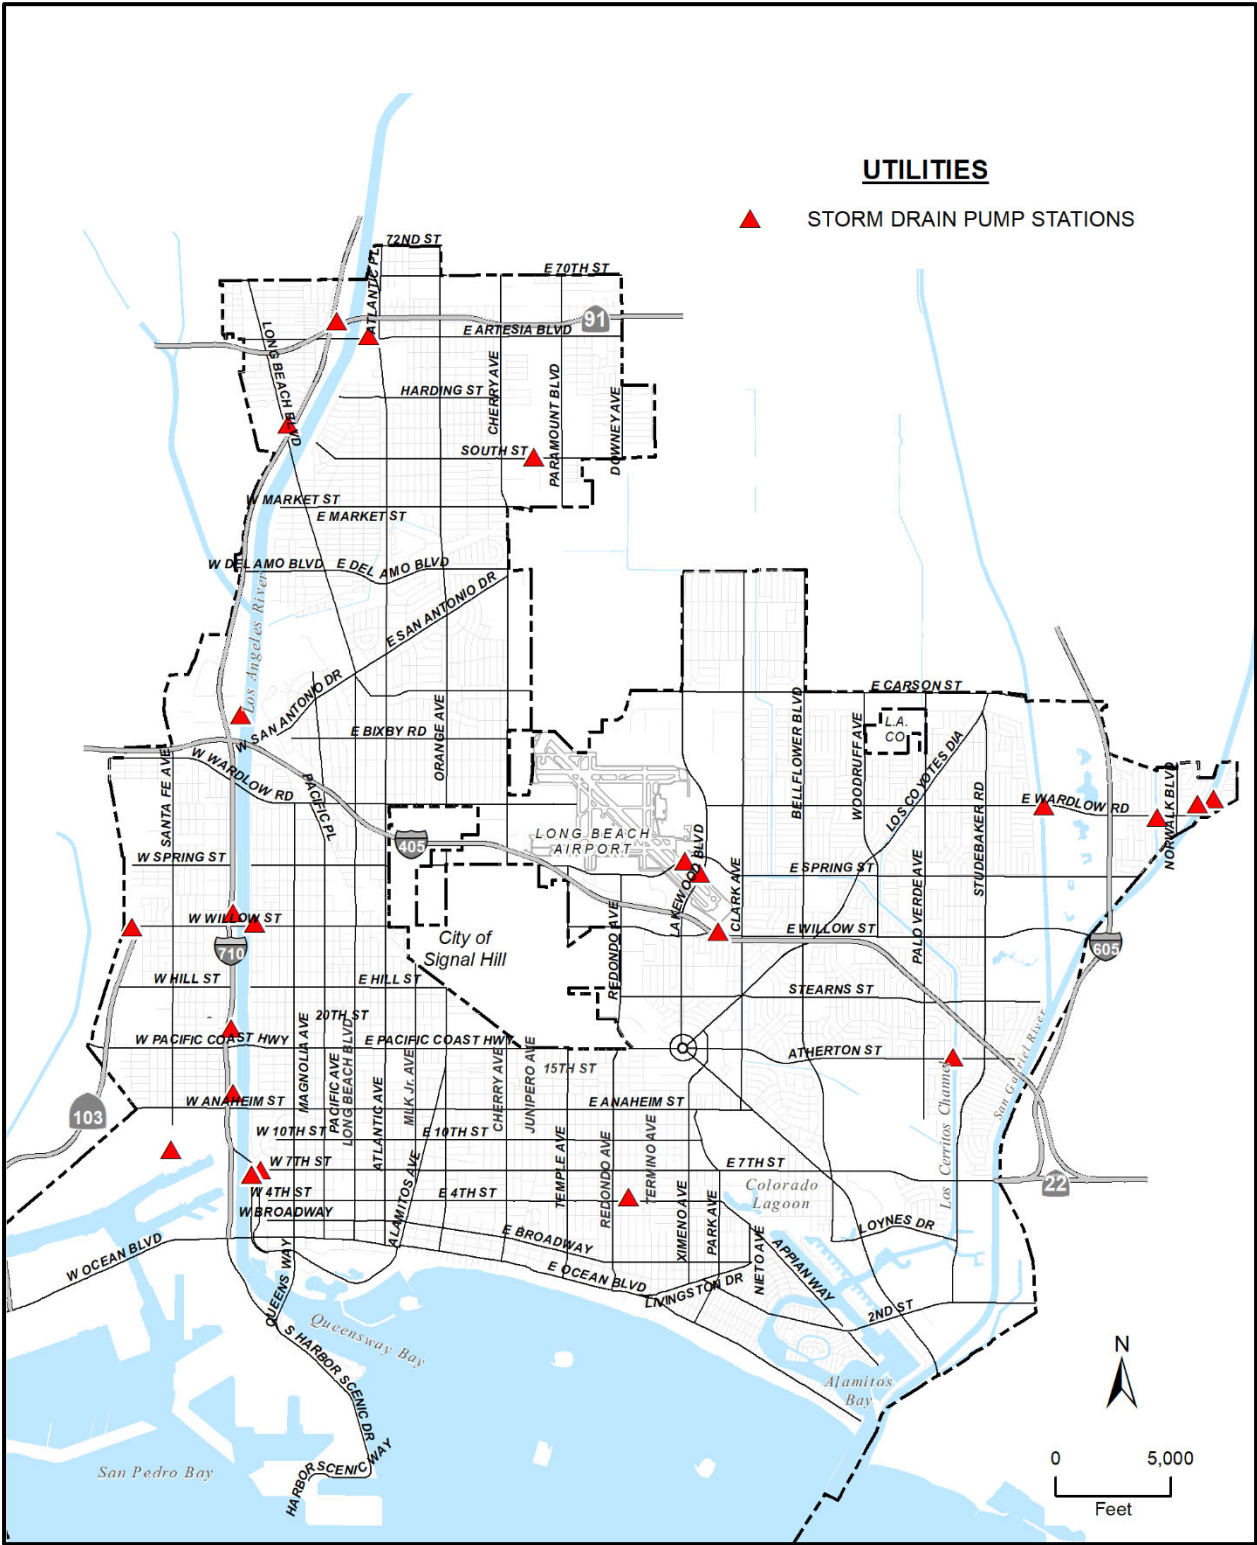 UTILITIES
STORM DRAIN PUMP STATIONS
72ND ST
E 70TH ST
ATLANTIC PL
91
E ARTESIA BLVD
LONG BEACH BLVD
HARDING ST
CHERRY AVE
PARAMOUNT BLVD
DOWNEY AVE
SOUTH ST
W MARKET ST
E MARKET ST
W DEL AMO BLVD
E DEL AMO BLVD
Los Angeles River
E SAN ANTONIO DR
W SAN ANTONIO DR
E CARSON ST
L.A.
CO
ORANGE AVE
E BIXBY RD
BELLFLOWER BLVD
WOODRUFF AVE
LOS COYOTES DIA
SANTA FE AVE
W WARDLOW RD
PACIFIC PL
STUDEBAKER RD
E WARDLOW RD
NORWALK BLVD
LONG BEACH
AIRPORT
405
LAKEWOOD BLVD
W SPRING ST
E SPRING ST
CLARK AVE
PALO VERDE AVE
REDONDO AVE
W WILLOW ST
E WILLOW ST
710
605
City of
Signal Hill
W HILL ST
E HILL ST
STEARNS ST
20TH ST
W PACIFIC COAST HWY
E PACIFIC COAST HWY
MAGNOLIA AVE
PACIFIC AVE
LONG BEACH BLVD
ATLANTIC AVE
MLK Jr. AVE
CHERRY AVE
JUNIPERO AVE
15TH ST
ATHERTON ST
San Gabriel River
Los Cerritos Channel
103
W ANAHEIM ST
E ANAHEIM ST
W 10TH ST
E 10TH ST
W 7TH ST
E 7TH ST
TEMPLE AVE
REDONDO AVE
TERMINO AVE
XIMENO AVE
PARK AVE
NIETO AVE
Colorado
Lagoon
22
W 4TH ST
E 4TH ST
W BROADWAY
E BROADWAY
ALAMITOS AVE
LOYNES DR
APPIAN WAY
W OCEAN BLVD
E OCEAN BLVD
LIVINGSTON DR
2ND ST
QUEENS WAY
Queensway Bay
S HARBOR SCENIC DR
HARBOR SCENIC WAY
Alamitos
Bay
San Pedro Bay
N
0 5,000
Feet